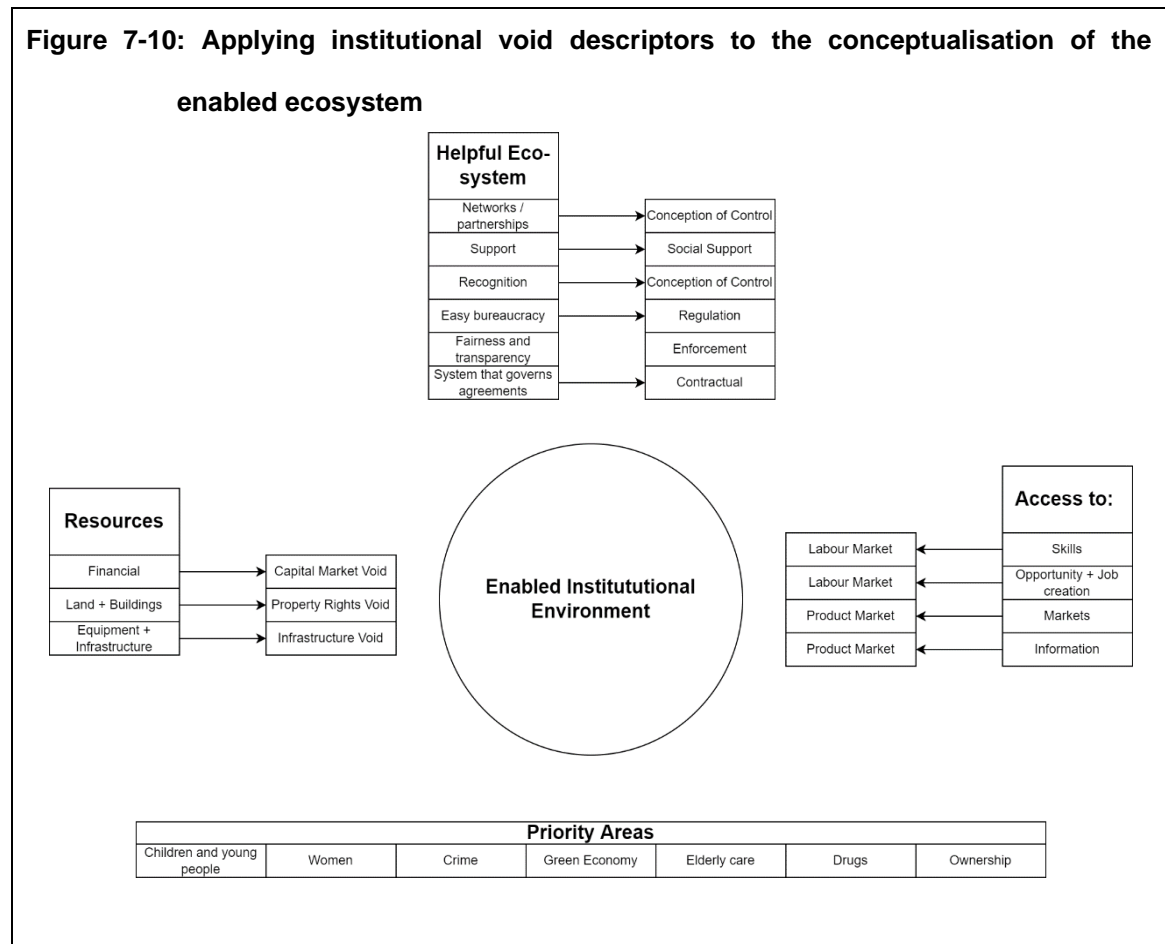 Figure 7-10: Applying institutional void descriptors to the conceptualisation of the
enabled ecosystem
Helpful Eco-
system
Networks /
partnerships
Conception of Control
Support
Social Support
Recognition
Conception of Control
Easy bureaucracy
Regulation
Fairness and
transparency
Enforcement
System that governs
agreements
Contractual
Resources
Financial
Capital Market Void
Land + Buildings
Property Rights Void
Equipment +
Infrastructure
Infrastructure Void
Enabled Institututional
Environment
Access to:
Labour Market
Skills
Labour Market
Opportunity + Job
creation
Product Market
Markets
Product Market
Information
Priority Areas
Children and young
people
Women
Crime
Green Economy
Elderly care
Drugs
Ownership